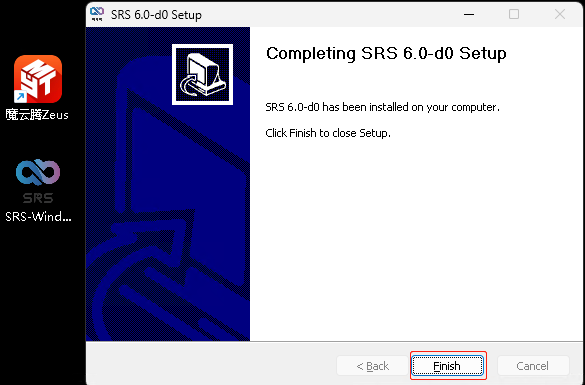 SRS 6.0-d0 Setup
SRS
Completing SRS 6.0-d0 Setup
SRS 6.0-d0 has been installed on your computer.
Click Finish to close Setup.
魔云腾Zeus
SRS
SRS-Wind...
< Back
Finish
Cancel